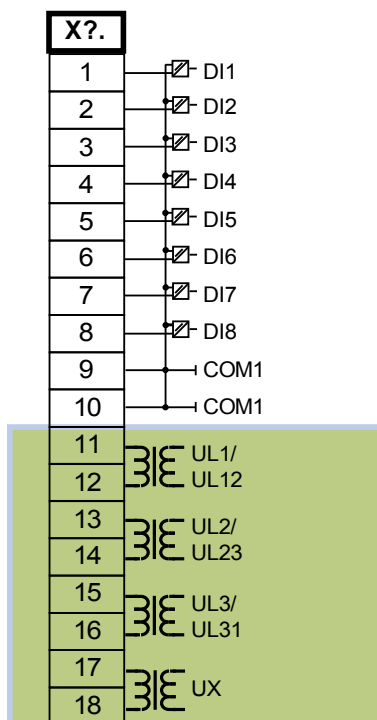 X?.
1 DI1
2 DI2
3 DI3
4 DI4
5 DI5
6 DI6
7 DI7
8 DI8
9 COM1
10 COM1
11 UL1/
12 UL12
13 UL2/
14 UL23
15 UL3/
16 UL31
17
UX
18